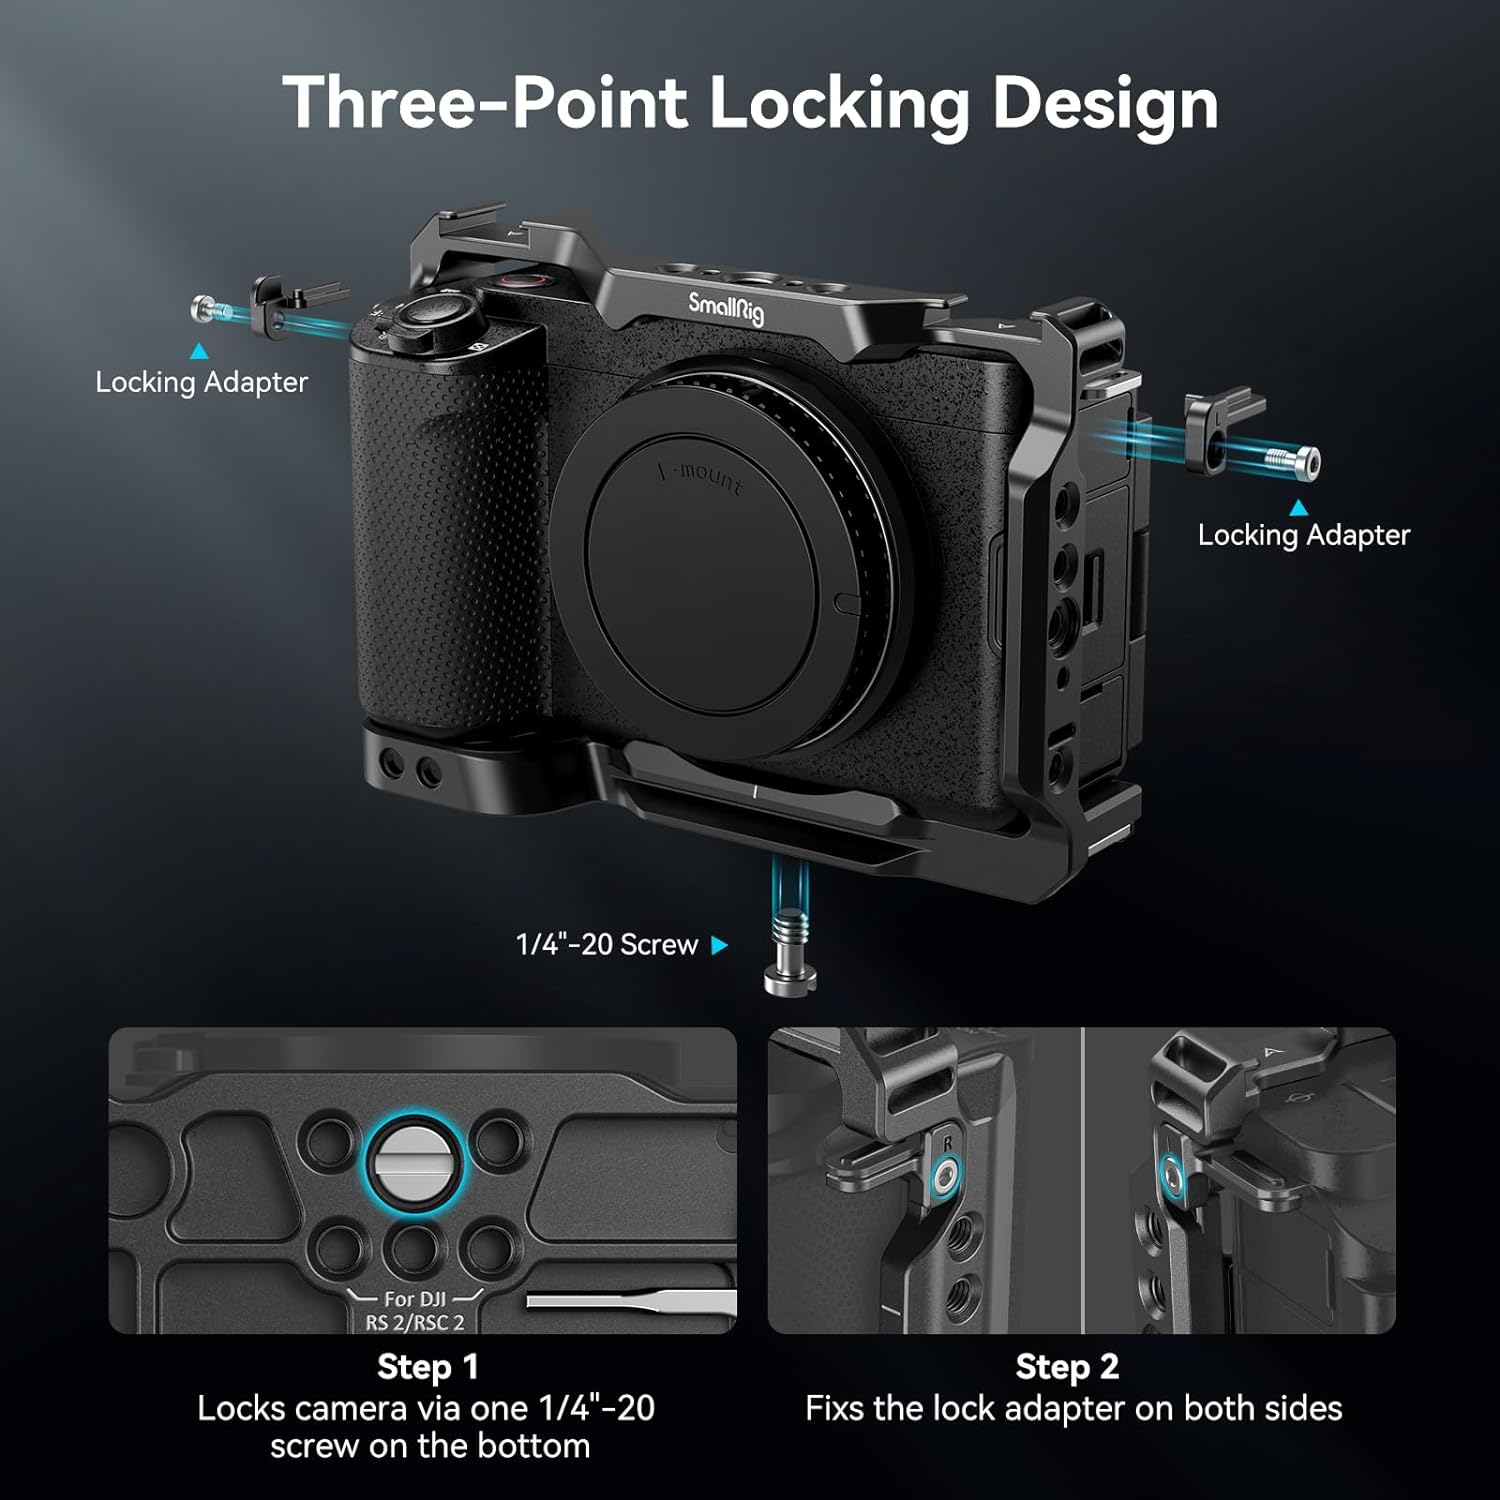 Three-Point Locking Design
SmallRig
Locking Adapter
-mount
Locking Adapter
1/4"-20 Screw
R
For DJI
RS 2/RSC 2
Step 1
Locks camera via one 1/4"-20
screw on the bottom
Step 2
Fixs the lock adapter on both sides